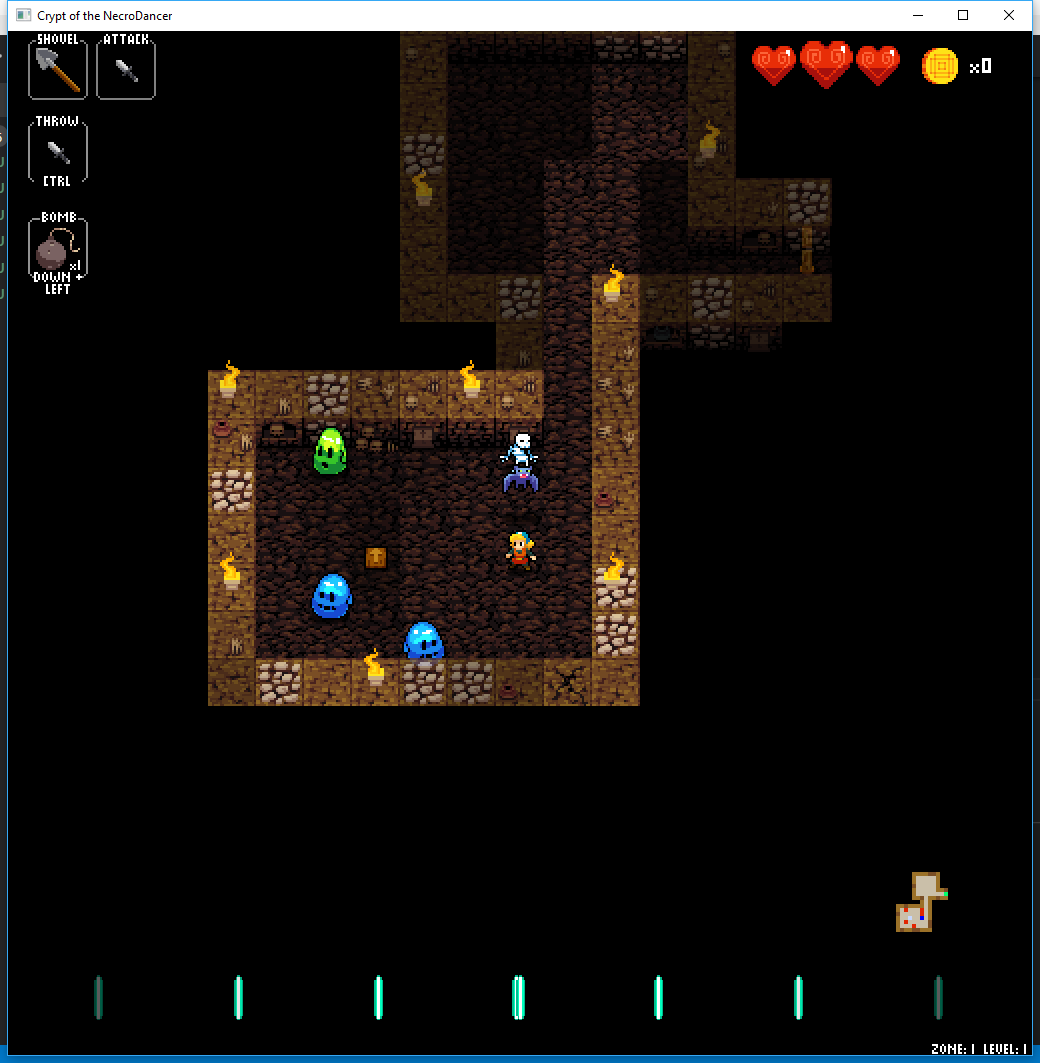 Crypt of the NecroDancer
SHOVEL ATTACK
x0
THROW
CTRL
BOMB
x1
DOWN +
LEFT
ZONE: 1 LEVEL: 1